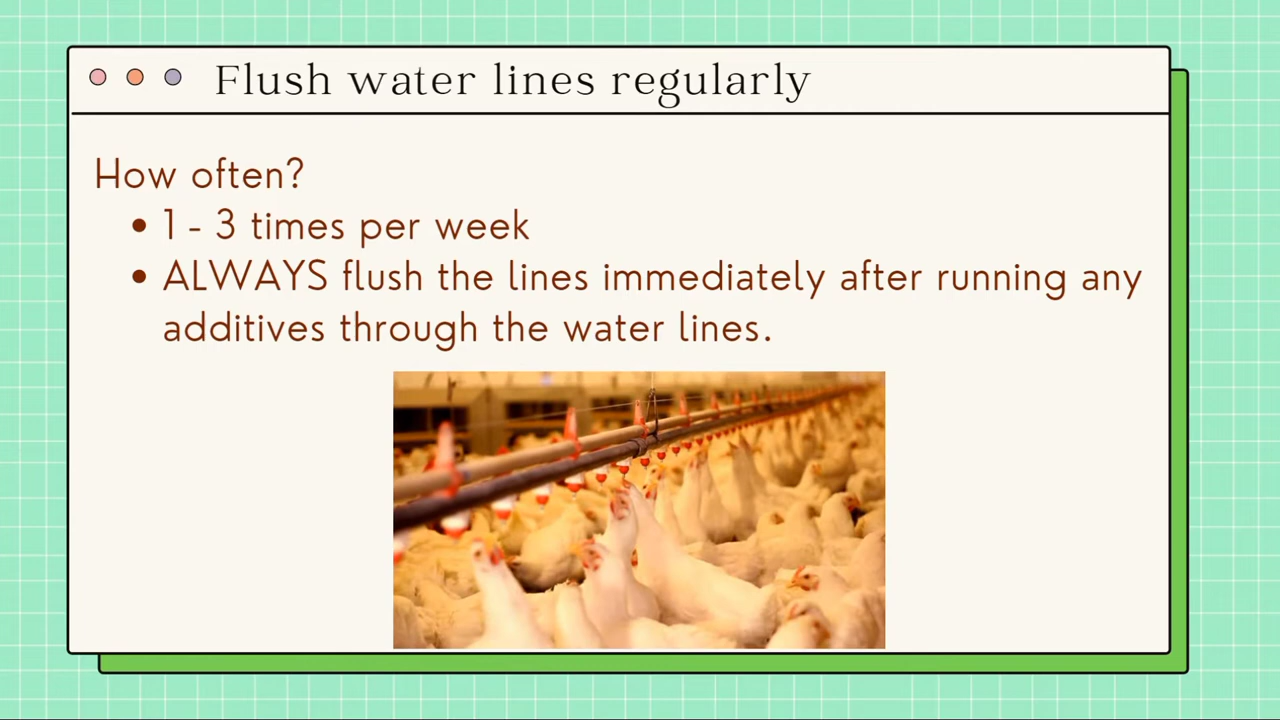 Flush water lines regularly
How often?
• 1 - 3 times per week
• ALWAYS flush the lines immediately after running any
additives through the water lines.